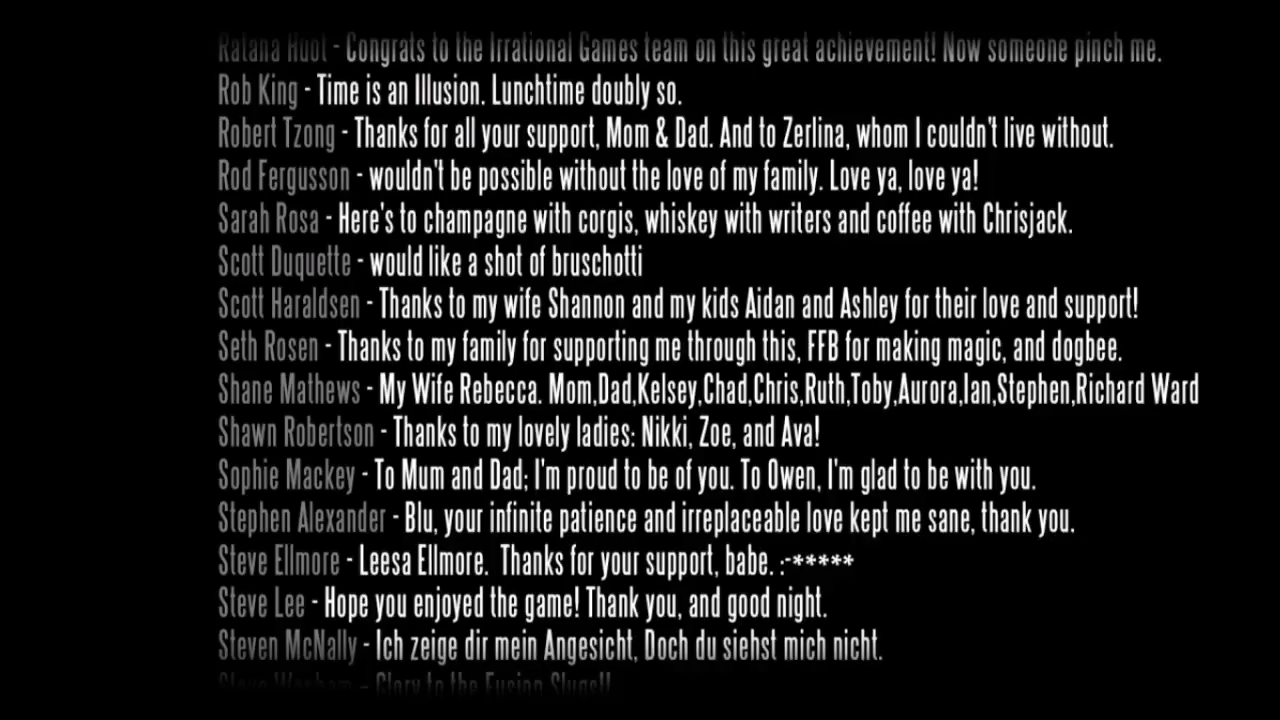 Ratana Huot - Congrats to the Irrational Games team on this great achievement! Now someone pinch me.
Rob King - Time is an Illusion. Lunchtime doubly so.
Robert Tzong - Thanks for all your support, Mom & Dad. And to Zerlina, whom I couldn't live without.
Rod Fergusson - wouldn't be possible without the love of my family. Love ya, love ya!
Sarah Rosa - Here's to champagne with corgis, whiskey with writers and coffee with Chrisjack.
Scott Duquette - would like a shot of bruschotti
Scott Haraldsen - Thanks to my wife Shannon and my kids Aidan and Ashley for their love and support!
Seth Rosen - Thanks to my family for supporting me through this, FFB for making magic, and dogbee.
Shane Mathews - My Wife Rebecca. Mom,Dad,Kelsey,Chad,Chris,Ruth,Toby,Aurora,Ian,Stephen,Richard Ward
Shawn Robertson - Thanks to my lovely ladies: Nikki, Zoe, and Ava!
Sophie Mackey - To Mum and Dad; I'm proud to be of you. To Owen, I'm glad to be with you.
Stephen Alexander - Blu, your infinite patience and irreplaceable love kept me sane, thank you.
Steve Ellmore - Leesa Ellmore.  Thanks for your support, babe. :-*****
Steve Lee - Hope you enjoyed the game! Thank you, and good night.
Steven McNally - Ich zeige dir mein Angesicht, Doch du siehst mich nicht.
- Glory to the Fusion Slugs!!